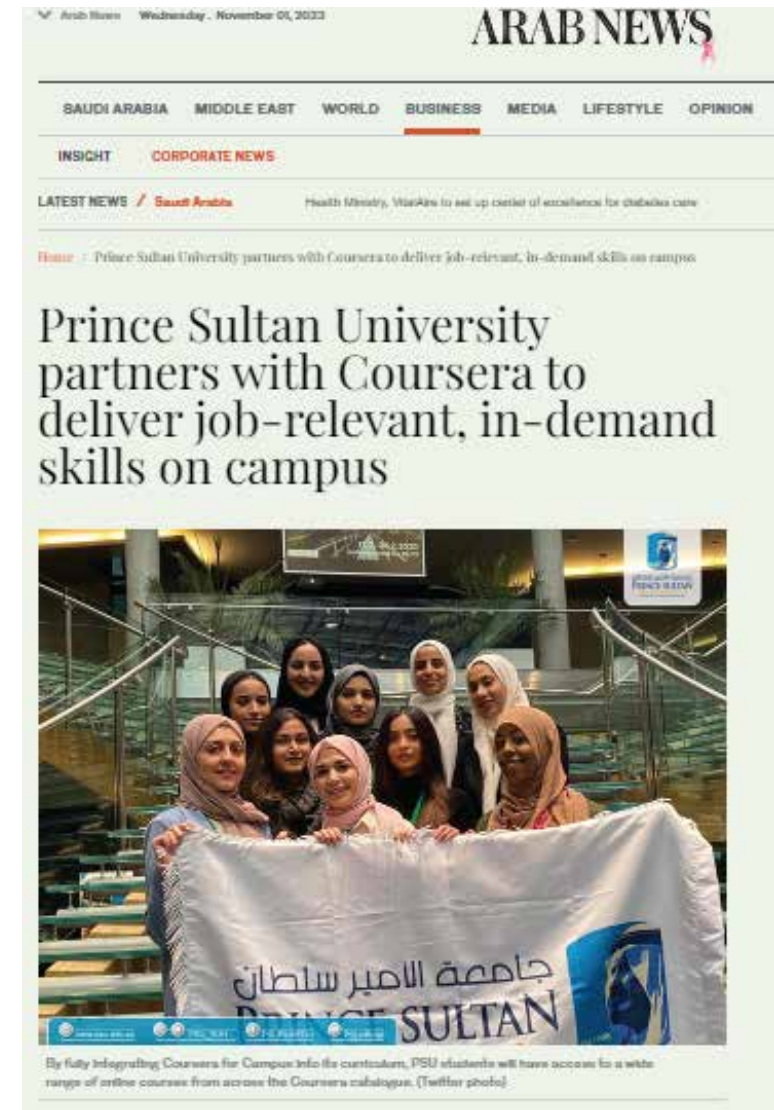 Arab News Wednesday . November 01, 2023
ARAB NEWS
SAUDI ARABIA MIDDLE EAST WORLD BUSINESS MEDIA LIFESTYLE OPINION
INSIGHT CORPORATE NEWS
LATEST NEWS / Saudi Arabia Health Ministry, to set up center of excellence for diabetes care
Home / Prince Sultan University partners with Coursera to deliver job-relevant, in-demand skills on campus
Prince Sultan University
partners with Coursera to
deliver job-relevant, in-demand
skills on campus
PRINCE SULTAN
جامعة الامير سلطان
PRINCE SULTAN
By fully integrating Coursera for Campus into its curriculum, PSU students will have access to a wide
range of online courses from across the Coursera catalogue. (Twitter photo)